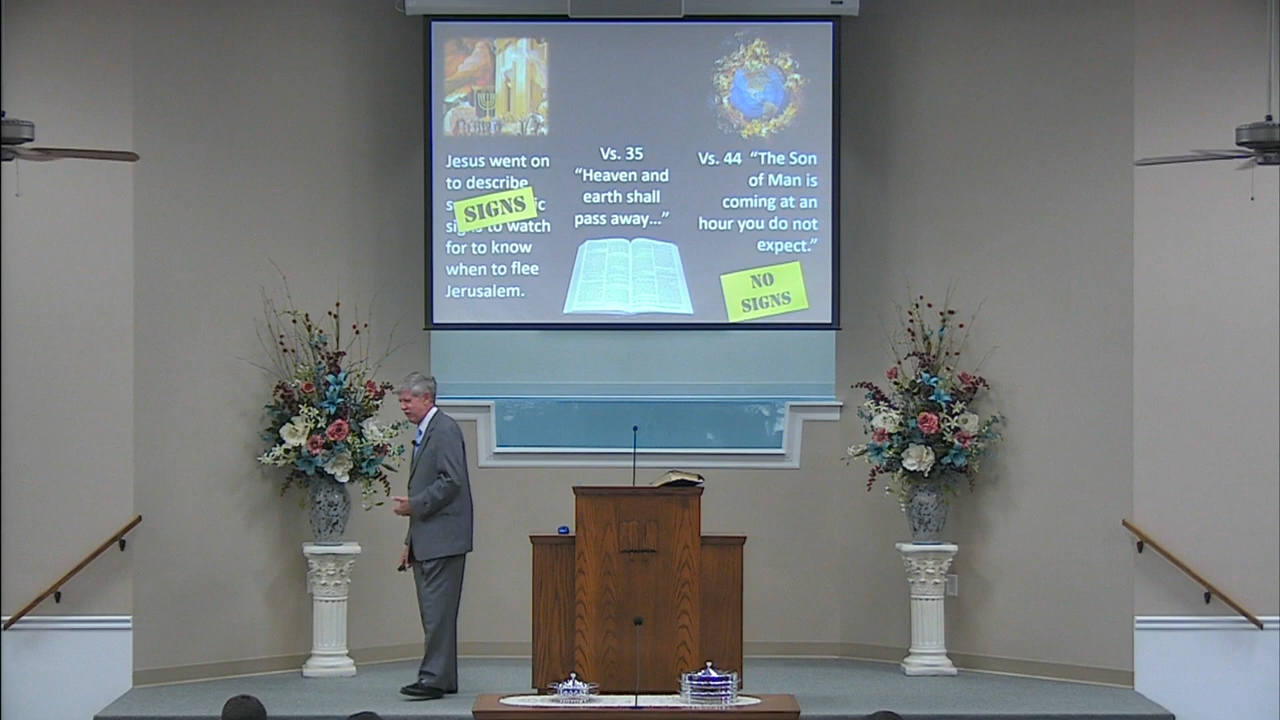 Jesus went on
to describe
SIGNS
to watch
for to know
when to flee
Jerusalem.
Vs. 35
“Heaven and
earth shall
pass away...”
Vs. 44 “The Son
of Man is
coming at an
hour you do not
expect.”
NO
SIGNS